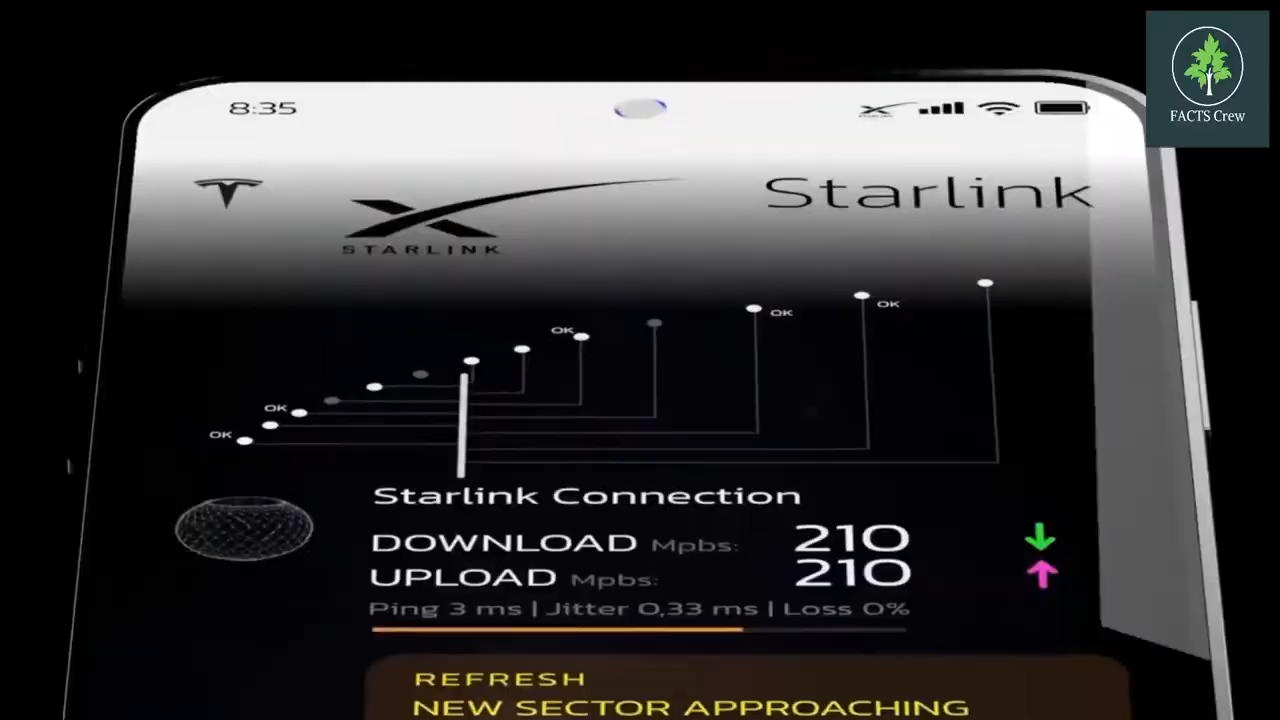 8:35
FACTS Crew
Starlink
STARLINK
OK
OK
OK
OK
OK
Starlink Connection
DOWNLOAD Mpbs: 210
UPLOAD Mpbs: 210
Ping 3 ms | Jitter 0,33 ms | Loss 0%
REFRESH
NEW SECTOR APPROACHING